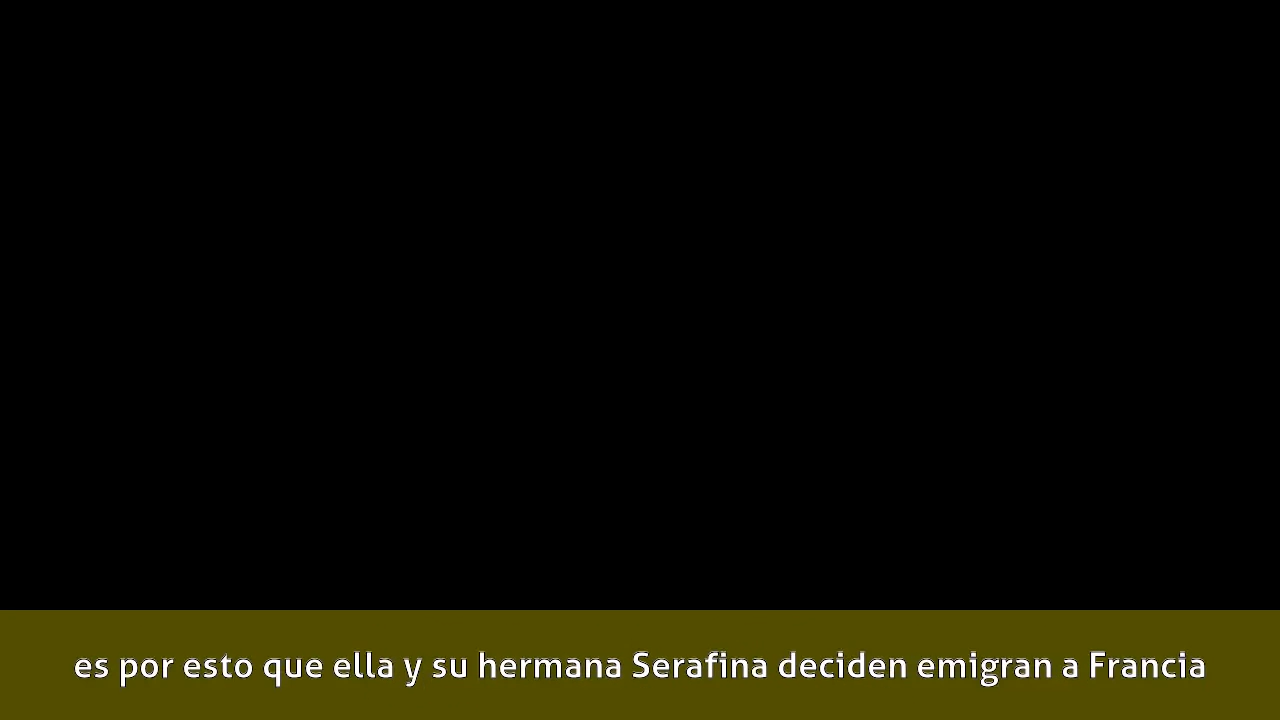 es por esto que ella y su hermana Serafina deciden emigran a Francia